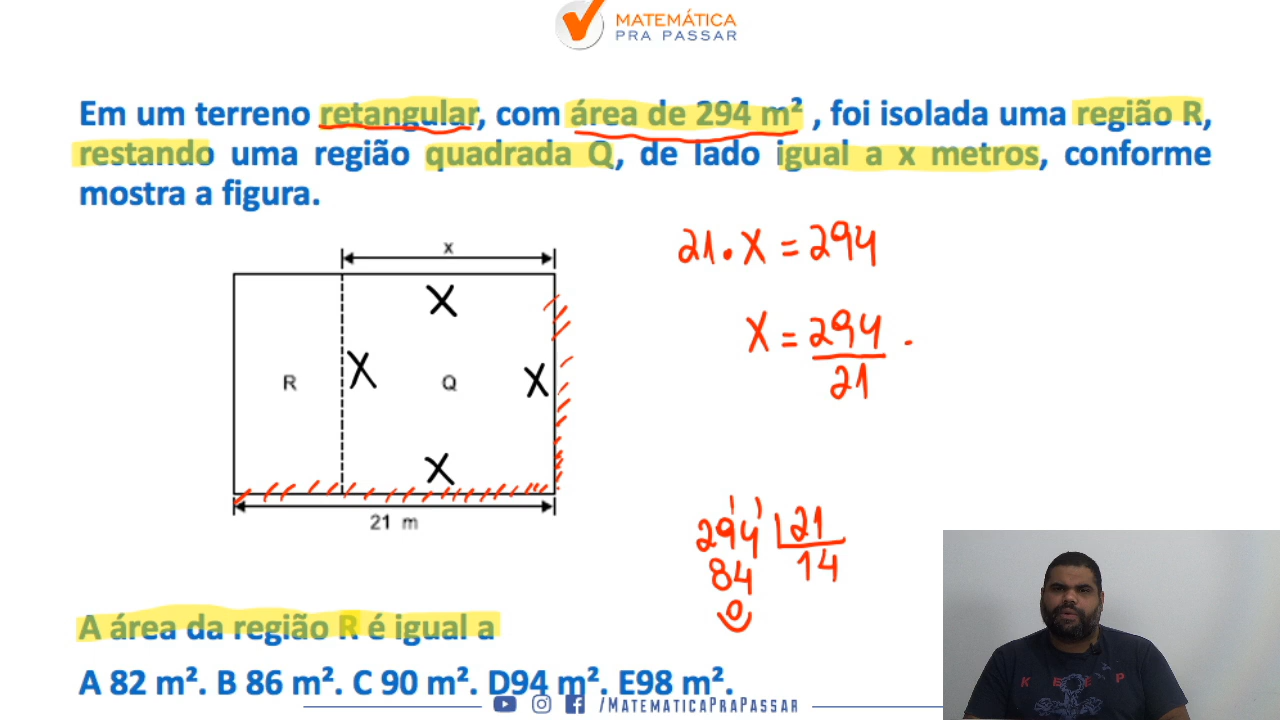 MATEMÁTICA
PRA PASSAR
Em um terreno retangular, com área de 294 m² , foi isolada uma região R,
restando uma região quadrada Q, de lado igual a x metros, conforme
mostra a figura.
x
X
X
X
X
R
Q
21 m
21 . X = 294
X = 294
21
294 21
84 14
0
A área da região R é igual a
A 82 m². B 86 m². C 90 m². D94 m². E98 m².
/MATEMATICAPRAPASSAR
K E E P